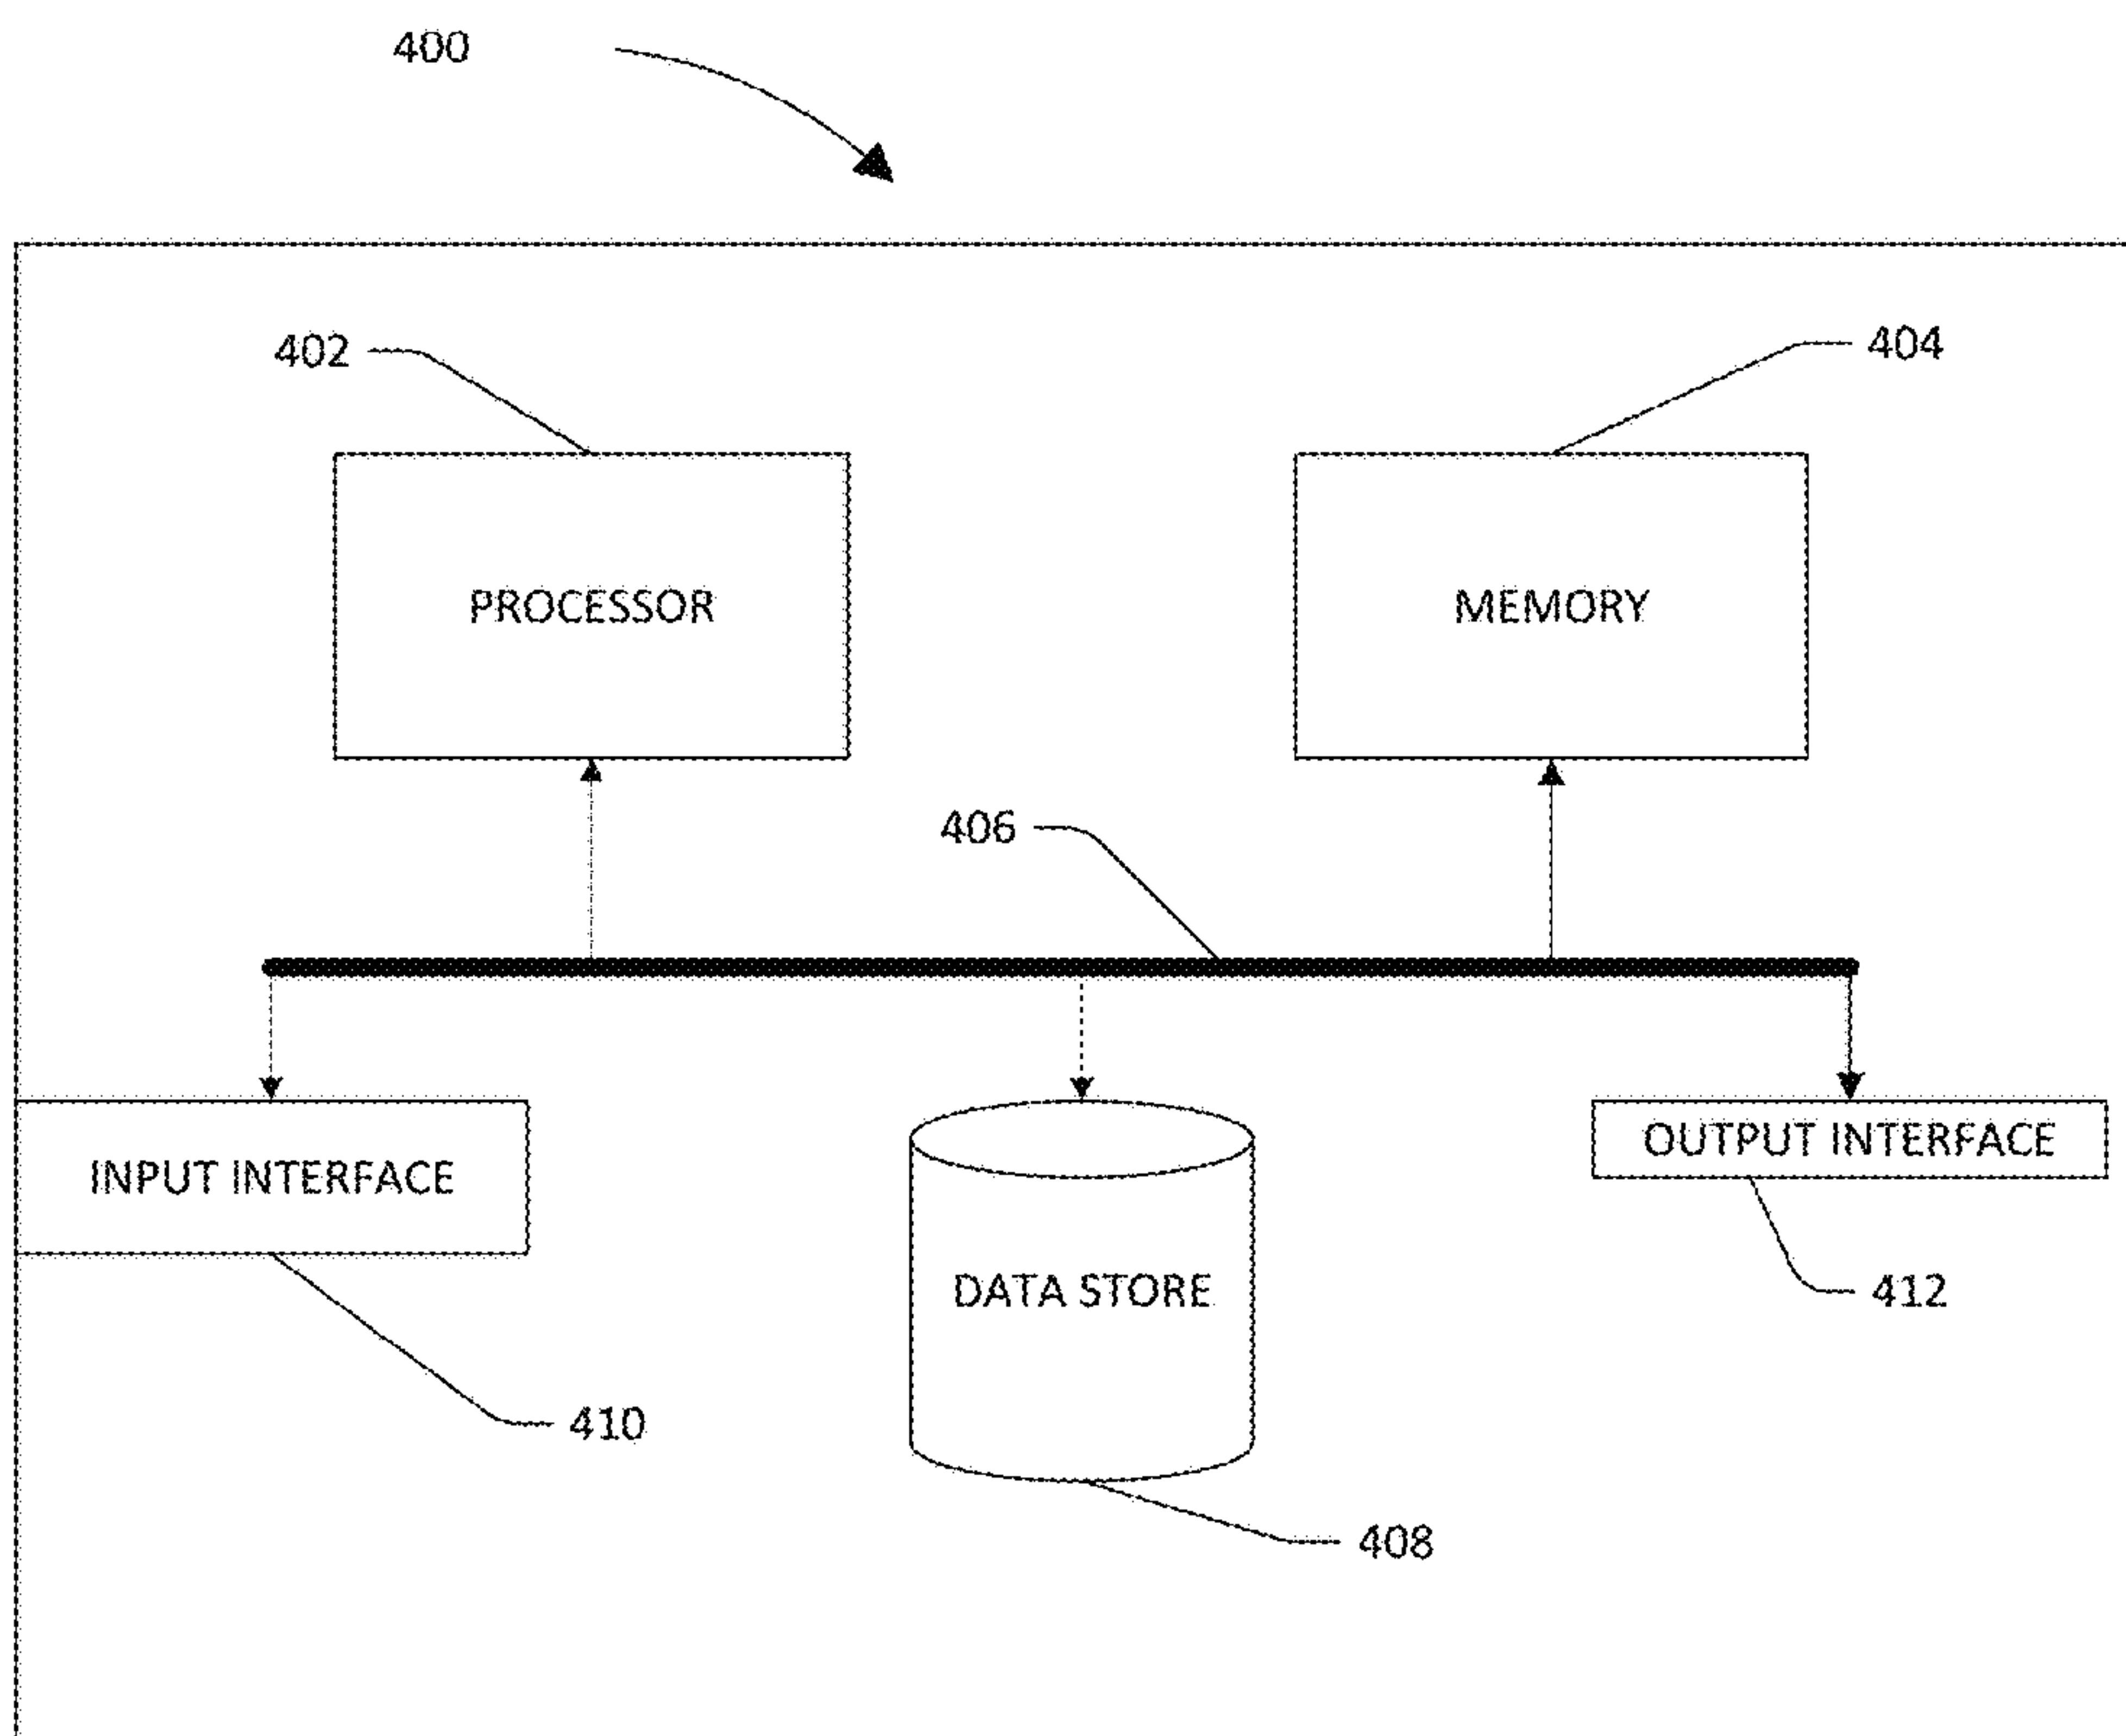 400
402
404
PROCESSOR
MEMORY
406
INPUT INTERFACE
OUTPUT INTERFACE
DATA STORE
412
410
408